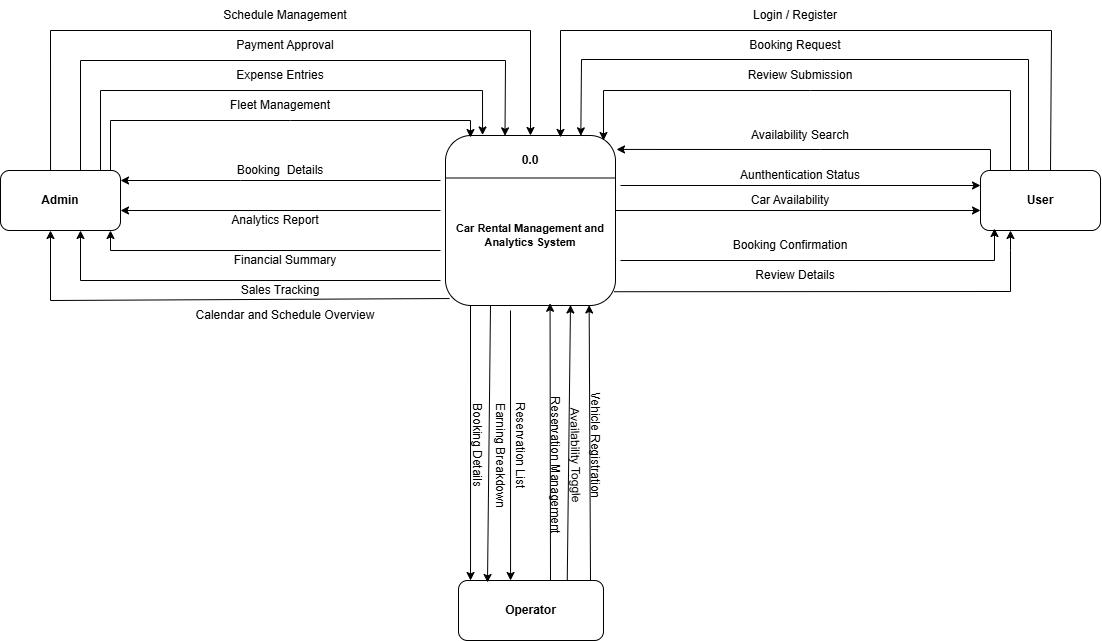 Schedule Management
Login / Register
Payment Approval
Booking Request
Expense Entries
Review Submission
Fleet Management
Availability Search
0.0
Booking Details
Aunthentication Status
Admin
Car Availability
User
Analytics Report
Car Rental Management and
Analytics System
Booking Confirmation
Financial Summary
Review Details
Sales Tracking
Calendar and Schedule Overview
Booking Details
Earning Breakdown
Reservation List
Reservation Management
Availability Toggle
Vehicle Registration
Operator